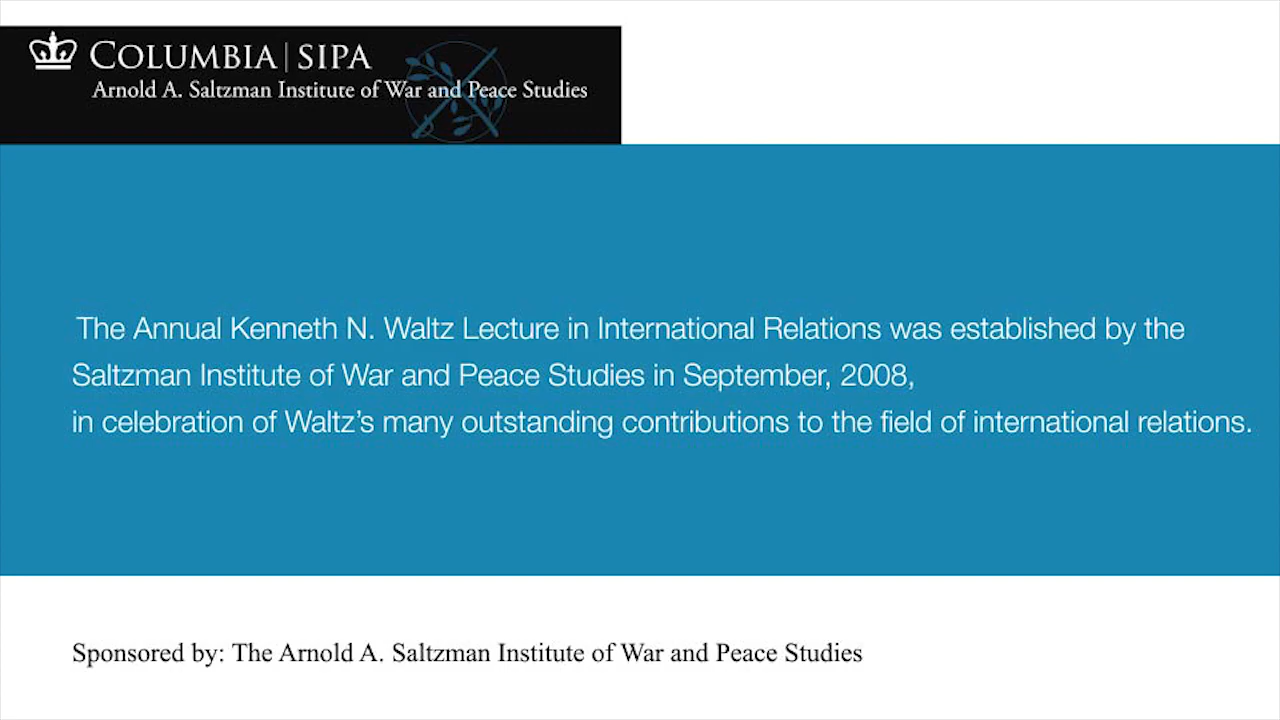 COLUMBIA | SIPA
Arnold A. Saltzman Institute of War and Peace Studies
The Annual Kenneth N. Waltz Lecture in International Relations was established by the
Saltzman Institute of War and Peace Studies in September, 2008,
in celebration of Waltz’s many outstanding contributions to the field of international relations.
Sponsored by: The Arnold A. Saltzman Institute of War and Peace Studies